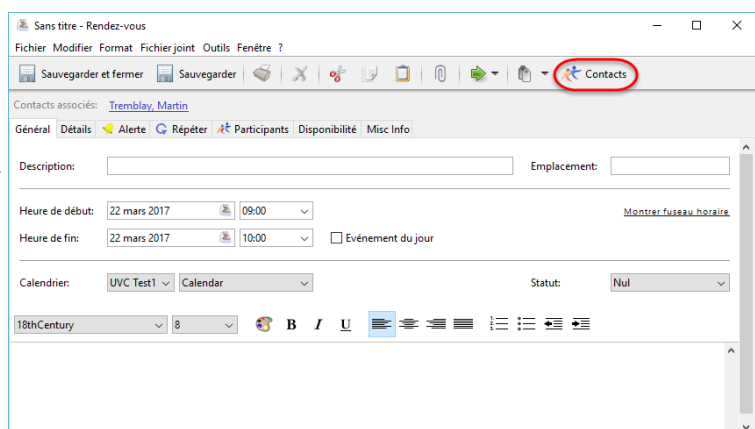 Sans titre - Rendez-vous
Fichier Modifier Format Fichier joint Outils Fenêtre ?
Sauvegarder et fermer Sauvegarder Contacts
Contacts associés: Tremblay, Martin
Général Détails Alerte Répéter Participants Disponibilité Misc Info
Description: Emplacement:
Heure de début: 22 mars 2017 09:00 Montrer fuseau horaire
Heure de fin: 22 mars 2017 10:00 Evénement du jour
Calendrier: UVC Test1 Calendar Statut: Nul
18thCentury 8 B I U